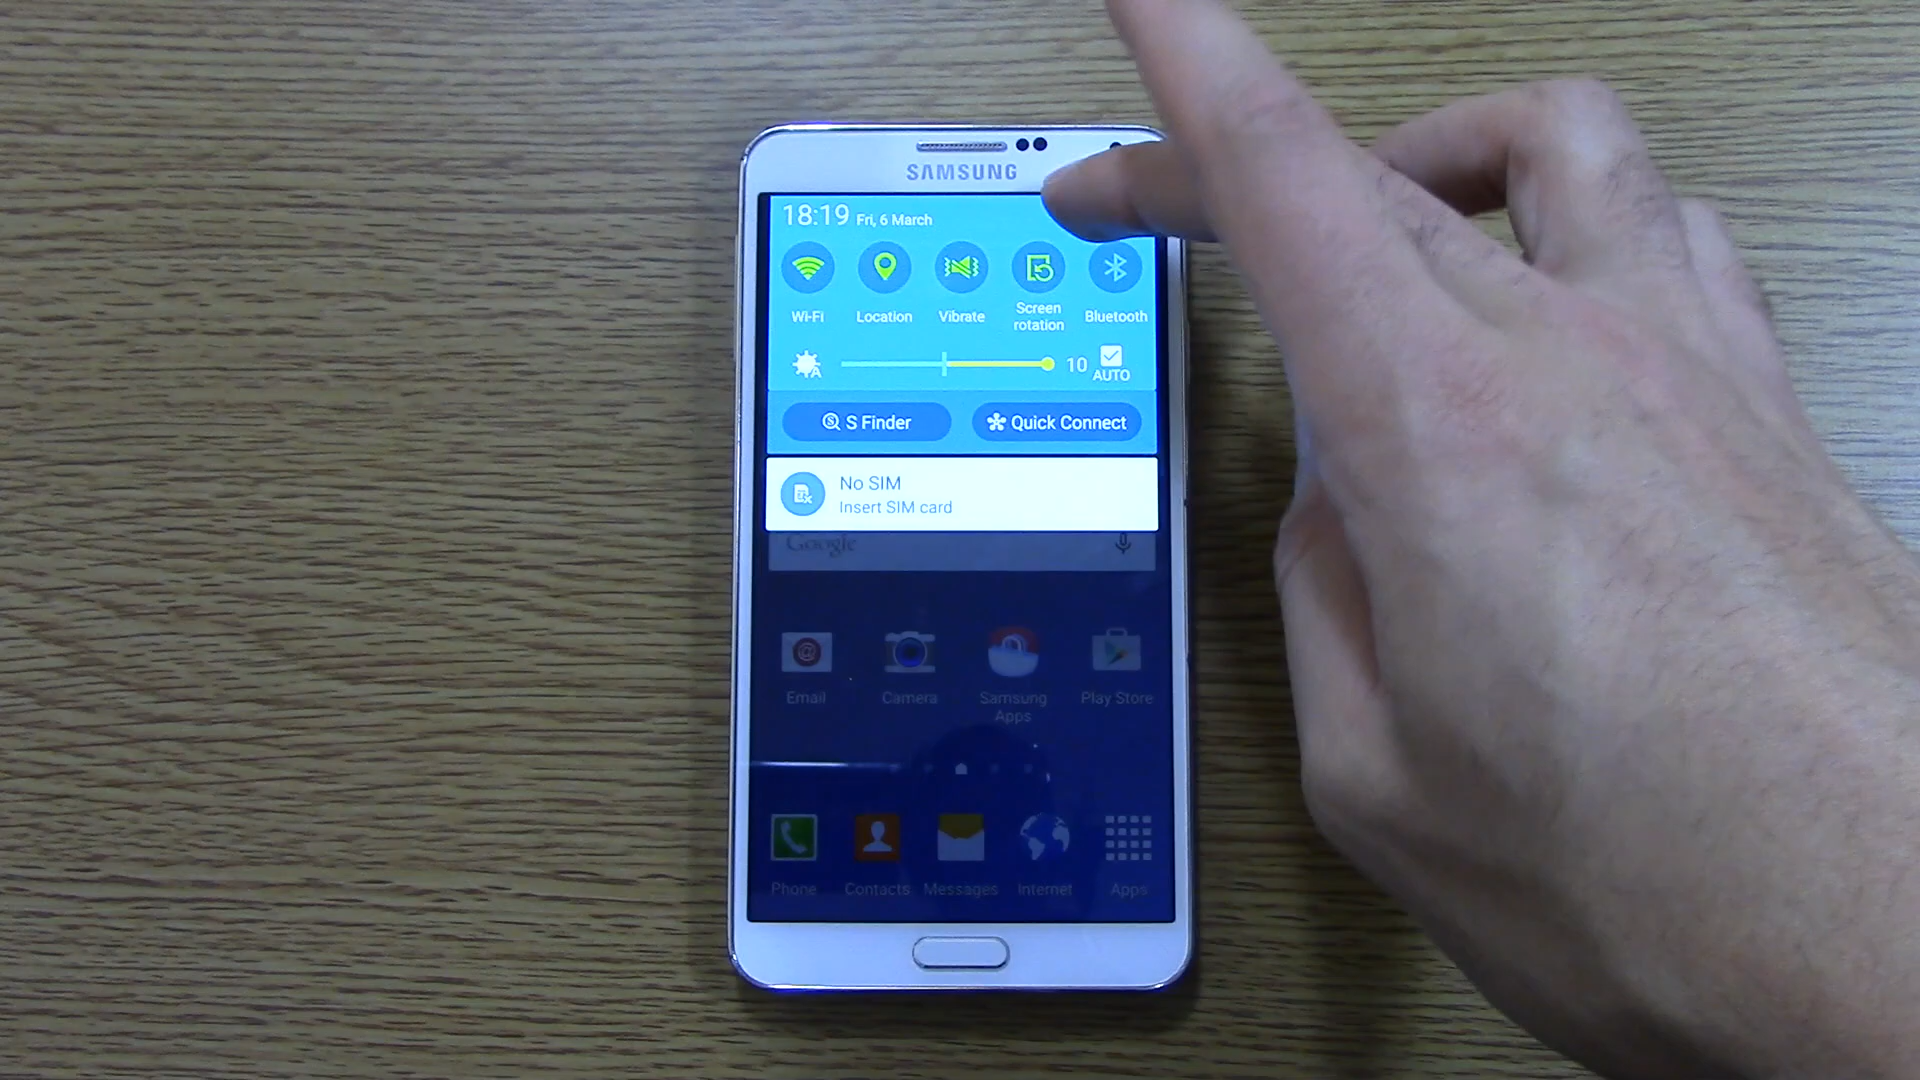 SAMSUNG
18:19 Fri, 6 March
Wi-Fi Location Vibrate Screen rotation Bluetooth
10 AUTO
S Finder Quick Connect
No SIM
Insert SIM card
Google
Email Camera Samsung Apps Play Store
Phone Contacts Messages Internet Apps